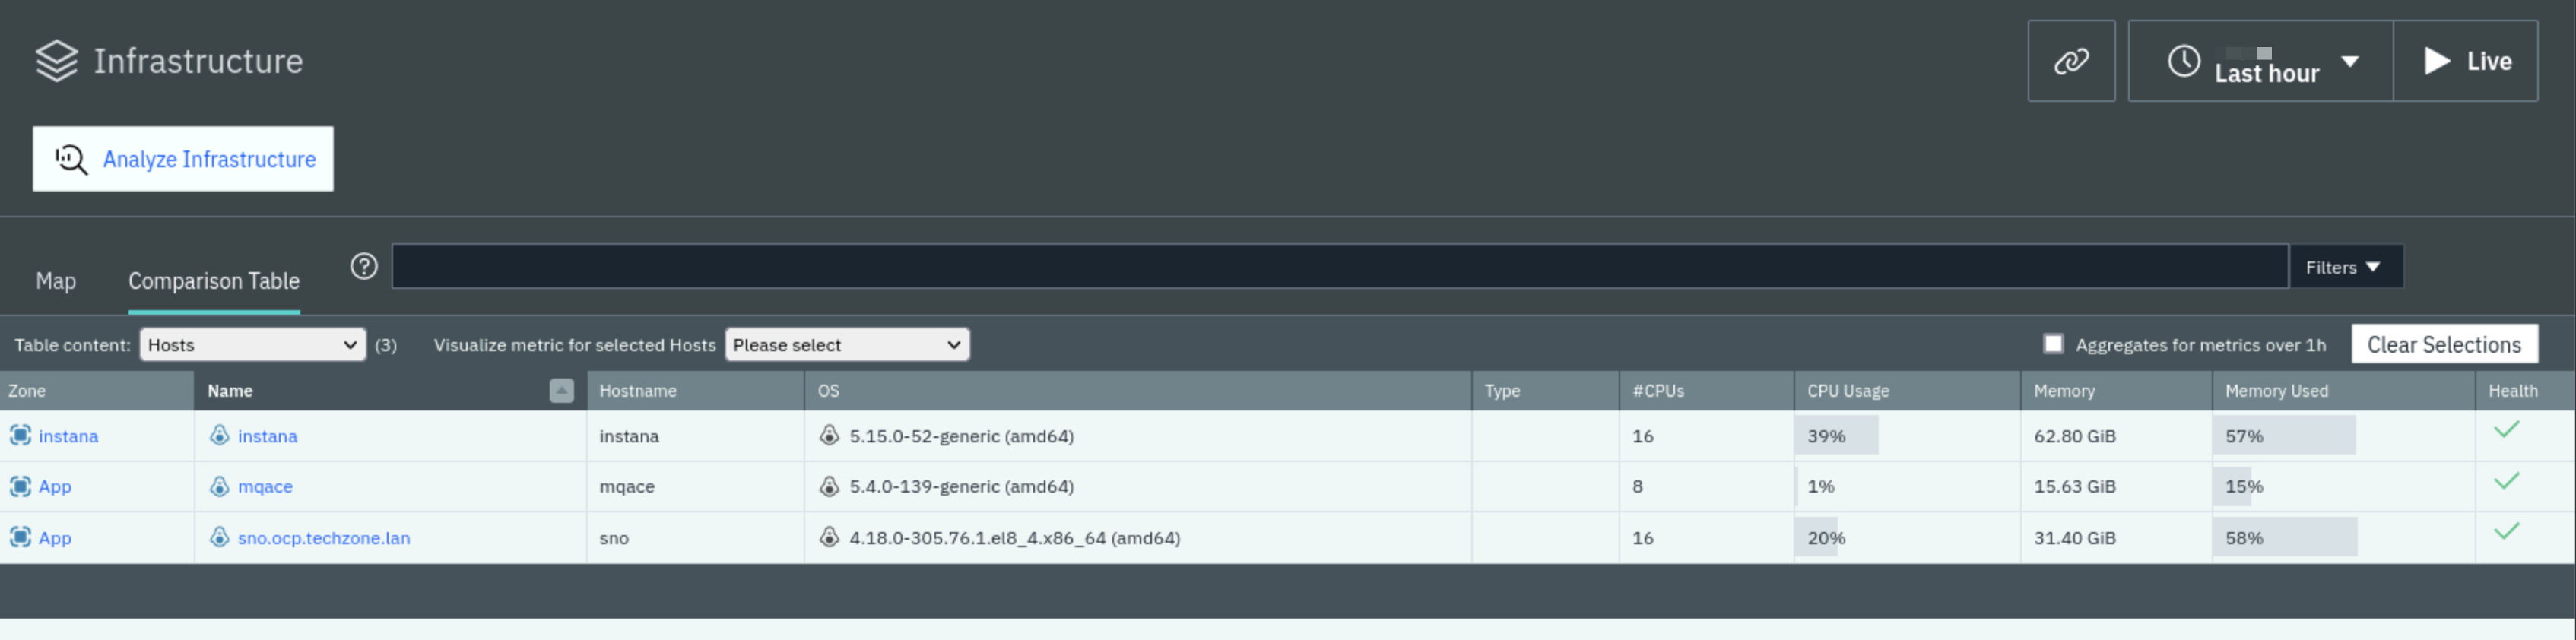 Infrastructure
Last hour
Live
Analyze Infrastructure
Map Comparison Table ? Filters
Table content: Hosts (3) Visualize metric for selected Hosts Please select Aggregates for metrics over 1h Clear Selections
Zone Name Hostname OS Type #CPUs CPU Usage Memory Memory Used Health
instana instana instana 5.15.0-52-generic (amd64) 16 39% 62.80 GiB 57%
App mqace mqace 5.4.0-139-generic (amd64) 8 1% 15.63 GiB 15%
App sno.ocp.techzone.lan sno 4.18.0-305.76.1.el8_4.x86_64 (amd64) 16 20% 31.40 GiB 58%